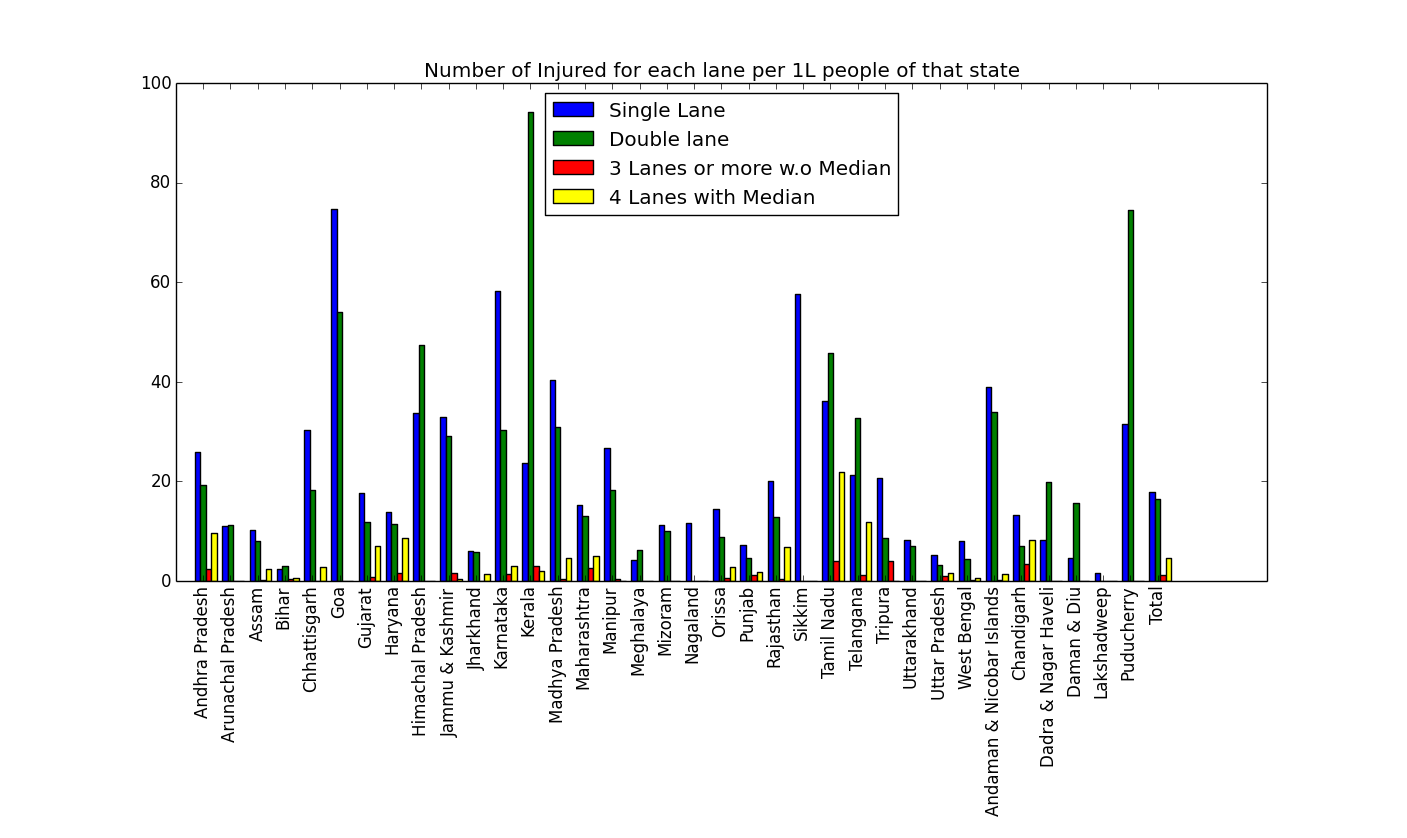 Number of Injured for each lane per 1L people of that state
100
80
60
40
20
0
Single Lane
Double lane
3 Lanes or more w.o Median
4 Lanes with Median
Andhra Pradesh
Arunachal Pradesh
Assam
Bihar
Chhattisgarh
Goa
Gujarat
Haryana
Himachal Pradesh
Jammu & Kashmir
Jharkhand
Karnataka
Kerala
Madhya Pradesh
Maharashtra
Manipur
Meghalaya
Mizoram
Nagaland
Orissa
Punjab
Rajasthan
Sikkim
Tamil Nadu
Telangana
Tripura
Uttarakhand
Uttar Pradesh
West Bengal
Andaman & Nicobar Islands
Chandigarh
Dadra & Nagar Haveli
Daman & Diu
Lakshadweep
Puducherry
Total